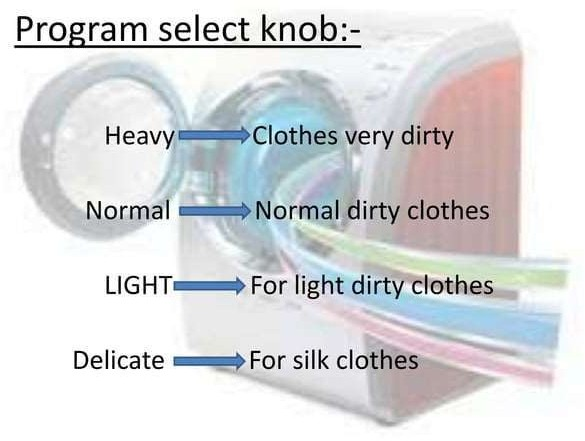 Program select knob:-
Heavy Clothes very dirty
Normal Normal dirty clothes
LIGHT For light dirty clothes
Delicate For silk clothes